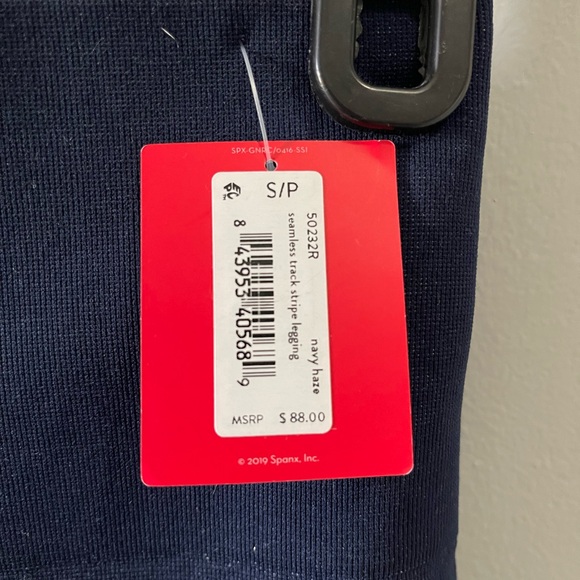 SPX-GNRC/0416-SSI
S/P
50232R
navy haze
seamless track stripe legging
8 43953 40568 9
MSRP $ 88.00
© 2019 Spanx, Inc.